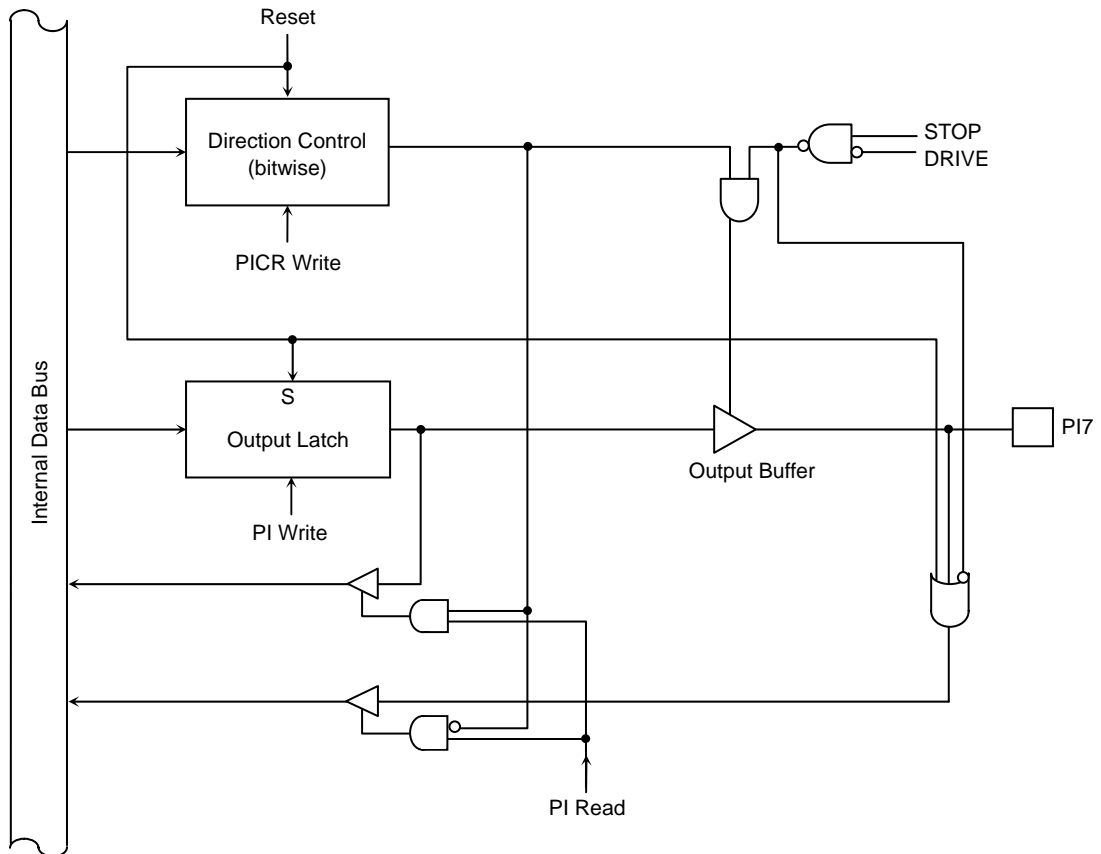 Reset
Direction Control
(bitwise)
STOP
DRIVE
PICR Write
Internal Data Bus
S
Output Latch
PI7
Output Buffer
PI Write
PI Read